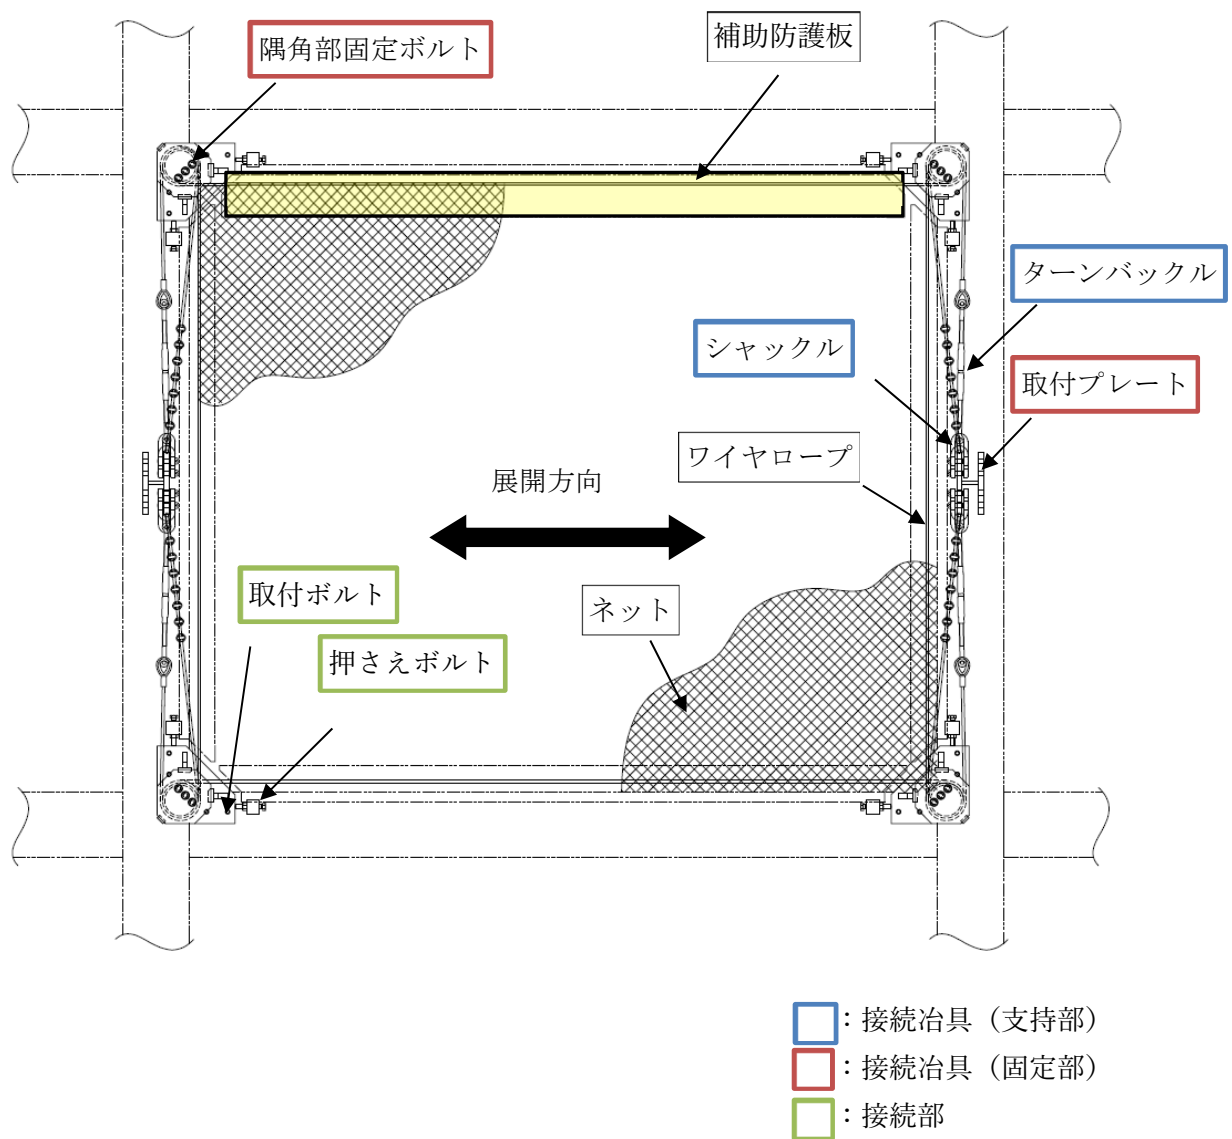 補助防護板
隅角部固定ボルト
ターンバックル
シャックル
取付プレート
ワイヤロープ
展開方向
取付ボルト
ネット
押さえボルト
：接続冶具（支持部）
：接続冶具（固定部）
：接続部